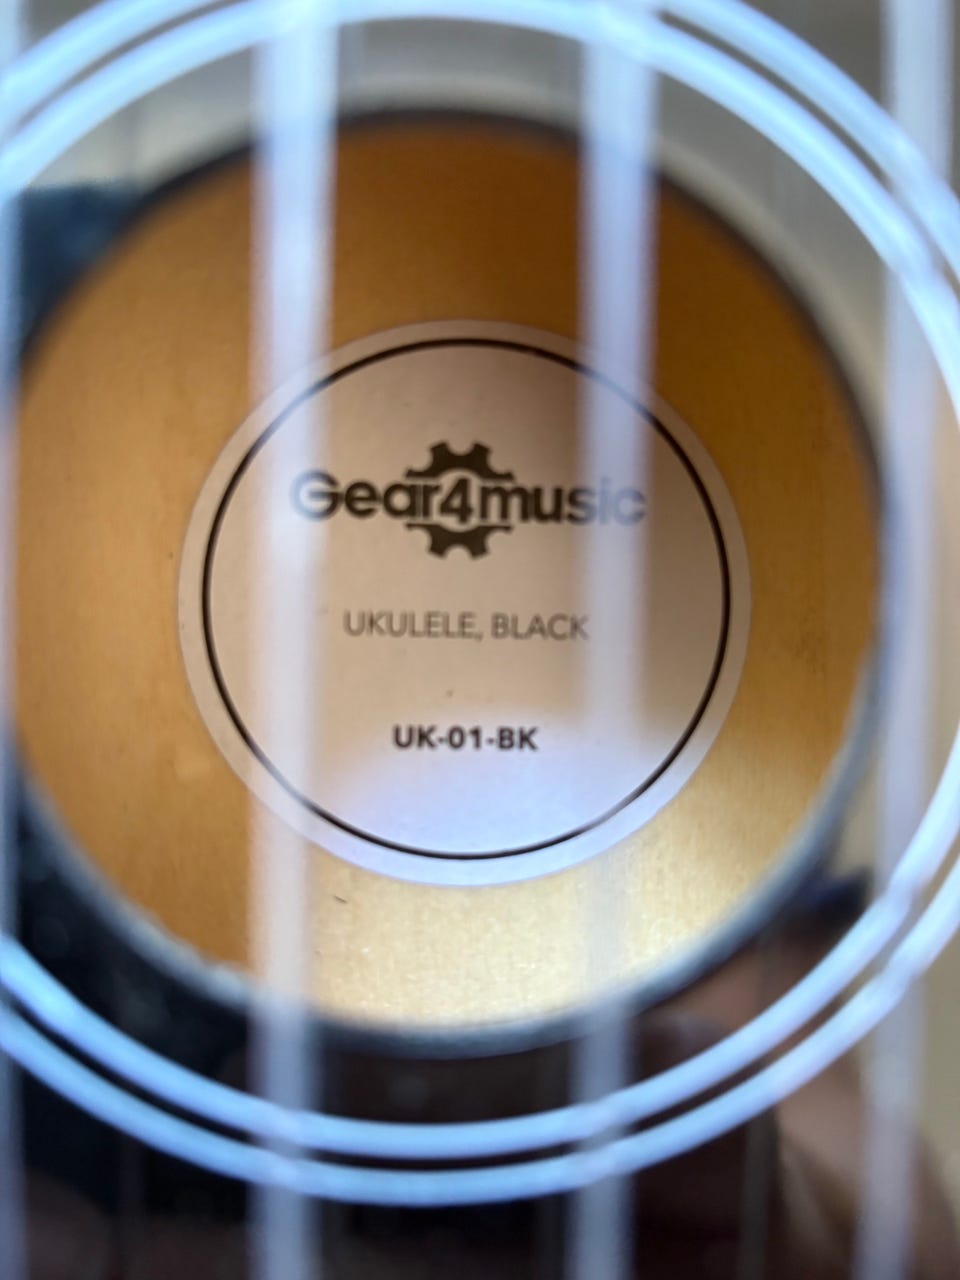 Gear4music
UKULELE, BLACK
UK-01-BK